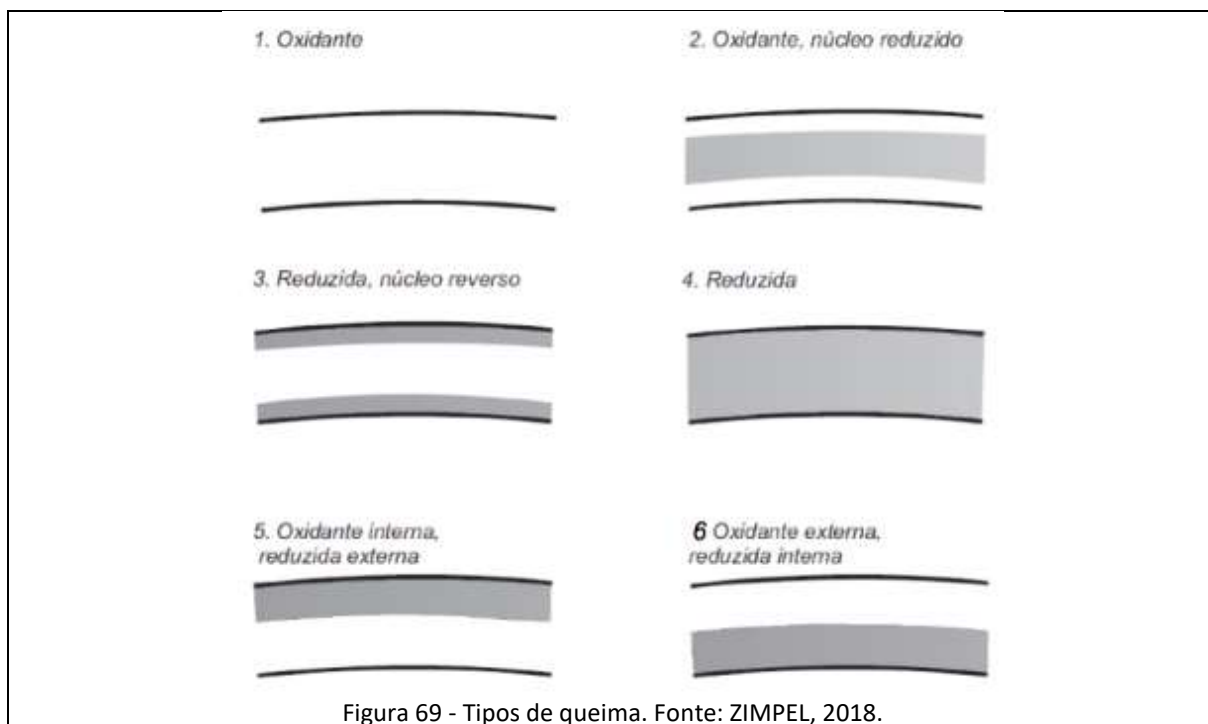 1. Oxidante
2. Oxidante, núcleo reduzido
3. Reduzida, núcleo reverso
4. Reduzida
5. Oxidante interna,
reduzida externa
6 Oxidante externa,
reduzida interna
Figura 69 - Tipos de queima. Fonte: ZIMPEL, 2018.